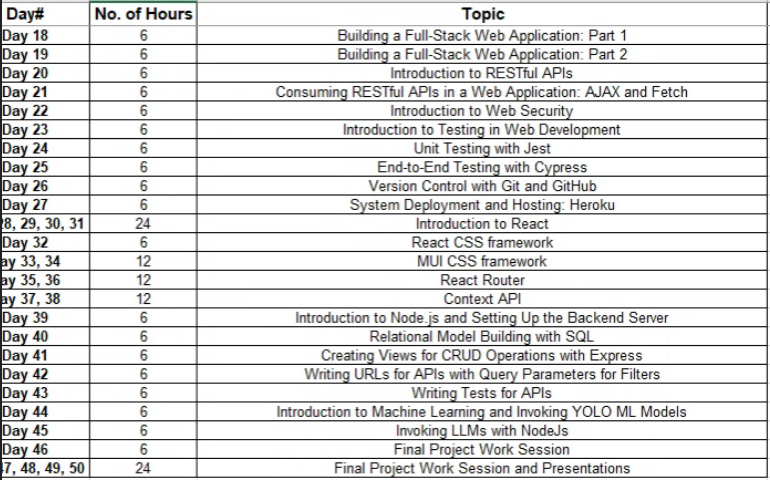 Day# No. of Hours Topic
Day 18 6 Building a Full-Stack Web Application: Part 1
Day 19 6 Building a Full-Stack Web Application: Part 2
Day 20 6 Introduction to RESTful APIs
Day 21 6 Consuming RESTful APIs in a Web Application: AJAX and Fetch
Day 22 6 Introduction to Web Security
Day 23 6 Introduction to Testing in Web Development
Day 24 6 Unit Testing with Jest
Day 25 6 End-to-End Testing with Cypress
Day 26 6 Version Control with Git and GitHub
Day 27 6 System Deployment and Hosting: Heroku
28, 29, 30, 31 24 Introduction to React
Day 32 6 React CSS framework
ay 33, 34 12 MUI CSS framework
ay 35, 36 12 React Router
ay 37, 38 12 Context API
Day 39 6 Introduction to Node.js and Setting Up the Backend Server
Day 40 6 Relational Model Building with SQL
Day 41 6 Creating Views for CRUD Operations with Express
Day 42 6 Writing URLs for APIs with Query Parameters for Filters
Day 43 6 Writing Tests for APIs
Day 44 6 Introduction to Machine Learning and Invoking YOLO ML Models
Day 45 6 Invoking LLMs with NodeJs
Day 46 6 Final Project Work Session
47, 48, 49, 50 24 Final Project Work Session and Presentations